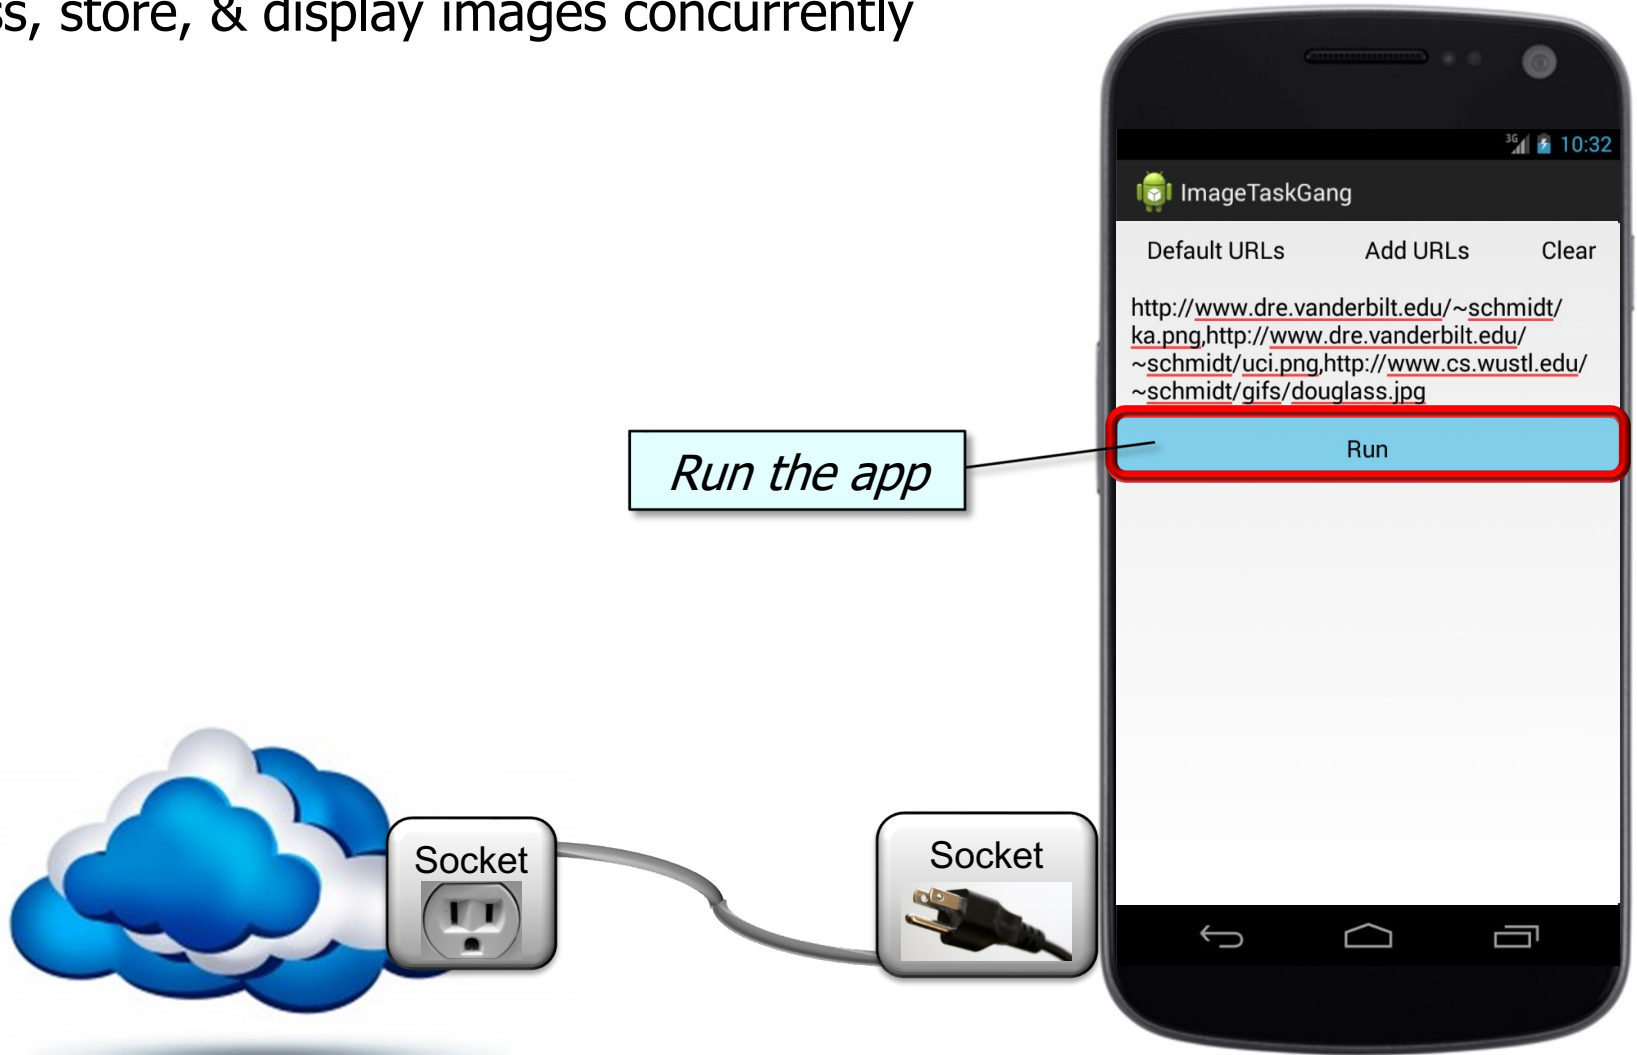 store, & display images concurrently
3G 10:32
ImageTaskGang
Default URLs Add URLs Clear
http://www.dre.vanderbilt.edu/~schmidt/
ka.png,http://www.dre.vanderbilt.edu/
~schmidt/uci.png,http://www.cs.wustl.edu/
~schmidt/gifs/douglass.jpg
Run
Run the app
Socket
Socket